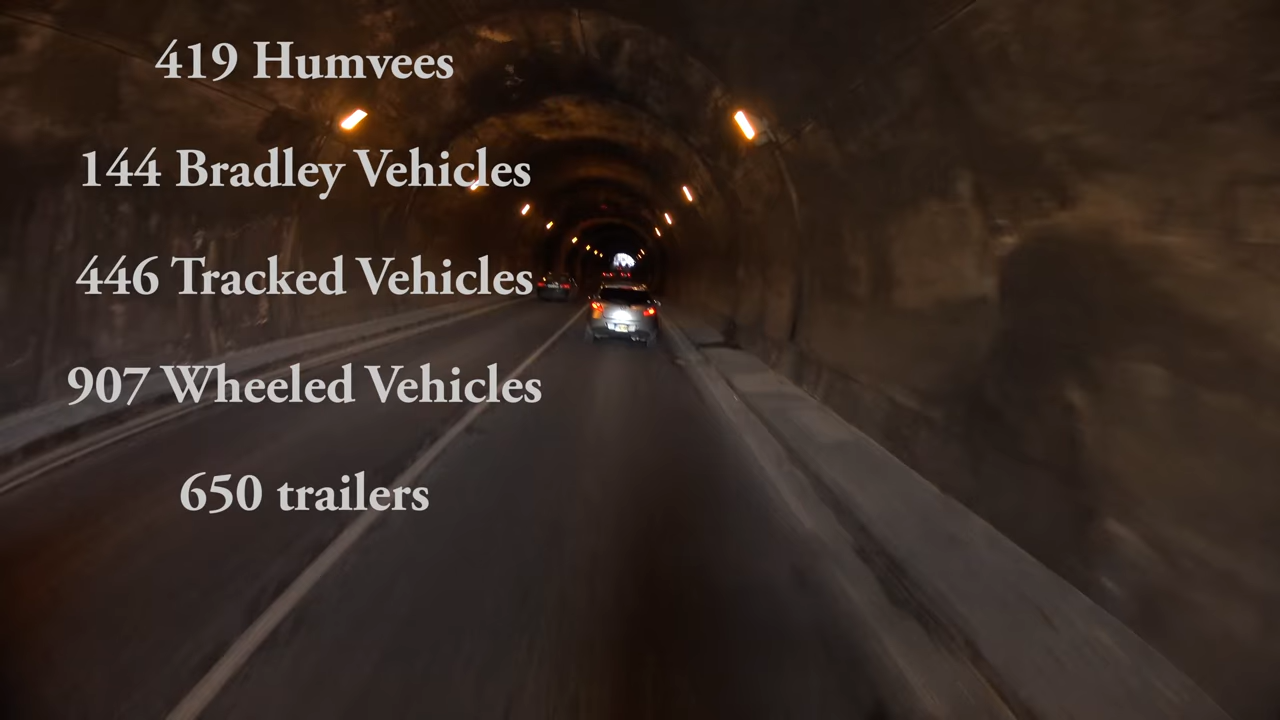 419 Humvees
144 Bradley Vehicles
446 Tracked Vehicles
907 Wheeled Vehicles
650 trailers